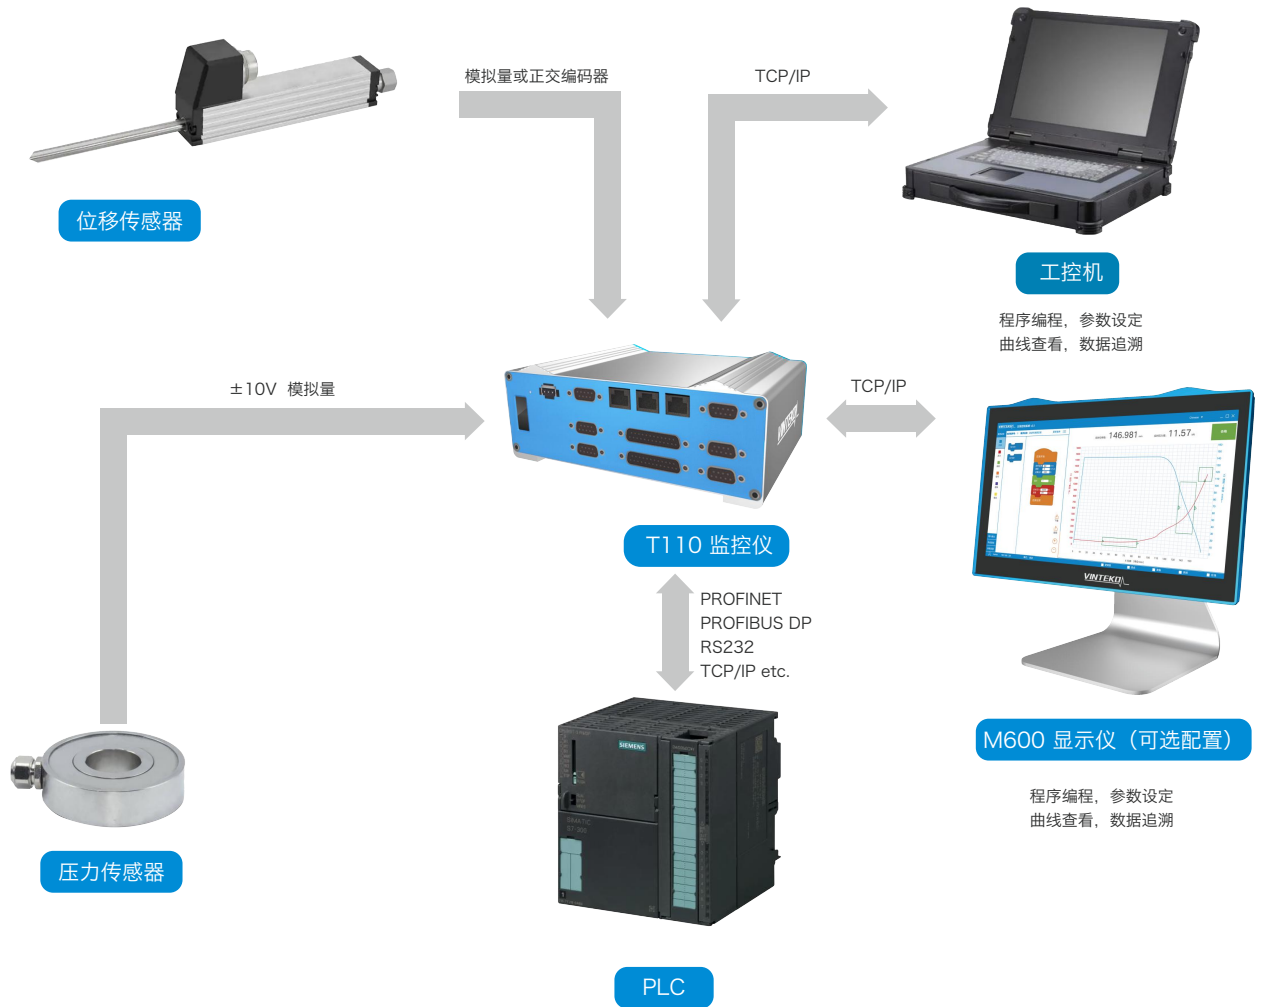 模拟量或正交编码器
TCP/IP
位移传感器
工控机
程序编程，参数设定
曲线查看，数据追溯
±10V 模拟量
TCP/IP
VINTEKO
146.981
11.57
T110 监控仪
VINTEKO
PROFINET
PROFIBUS DP
RS232
TCP/IP etc.
SIEMENS
SIMATIC
S7-300
M600 显示仪（可选配置）
程序编程，参数设定
曲线查看，数据追溯
压力传感器
PLC